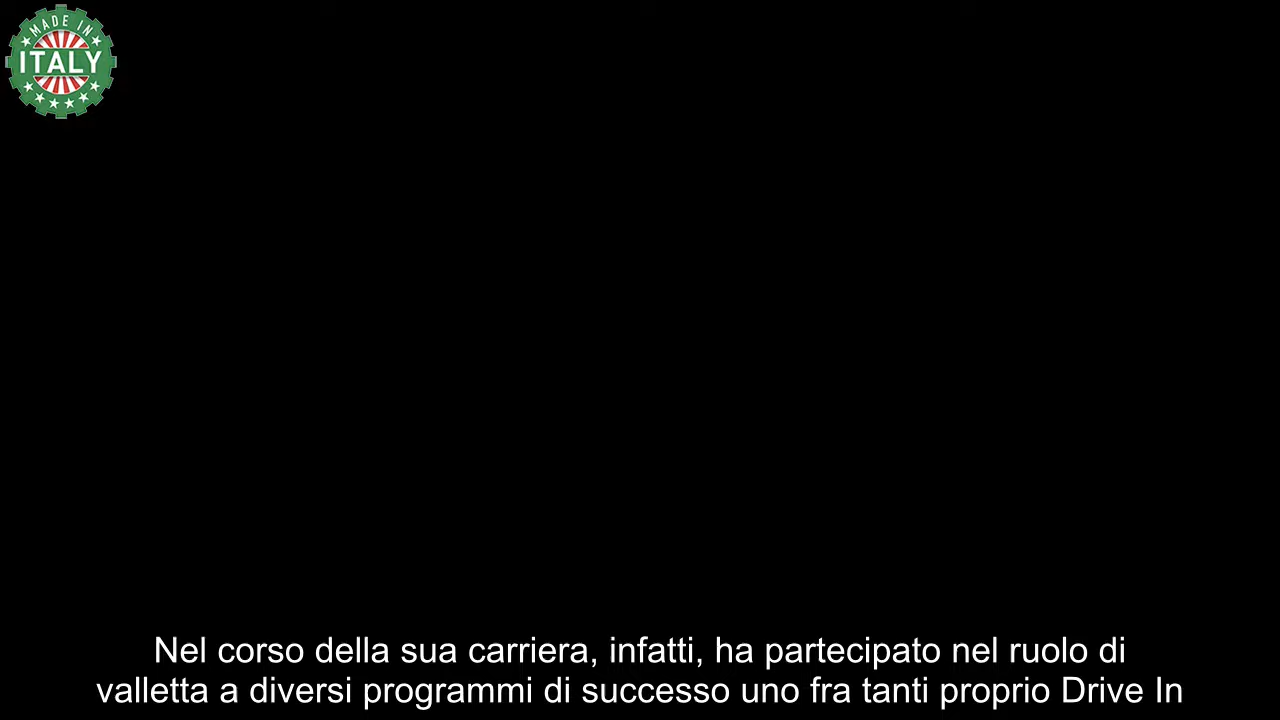 MADE IN
ITALY
Nel corso della sua carriera, infatti, ha partecipato nel ruolo di
valletta a diversi programmi di successo uno fra tanti proprio Drive In